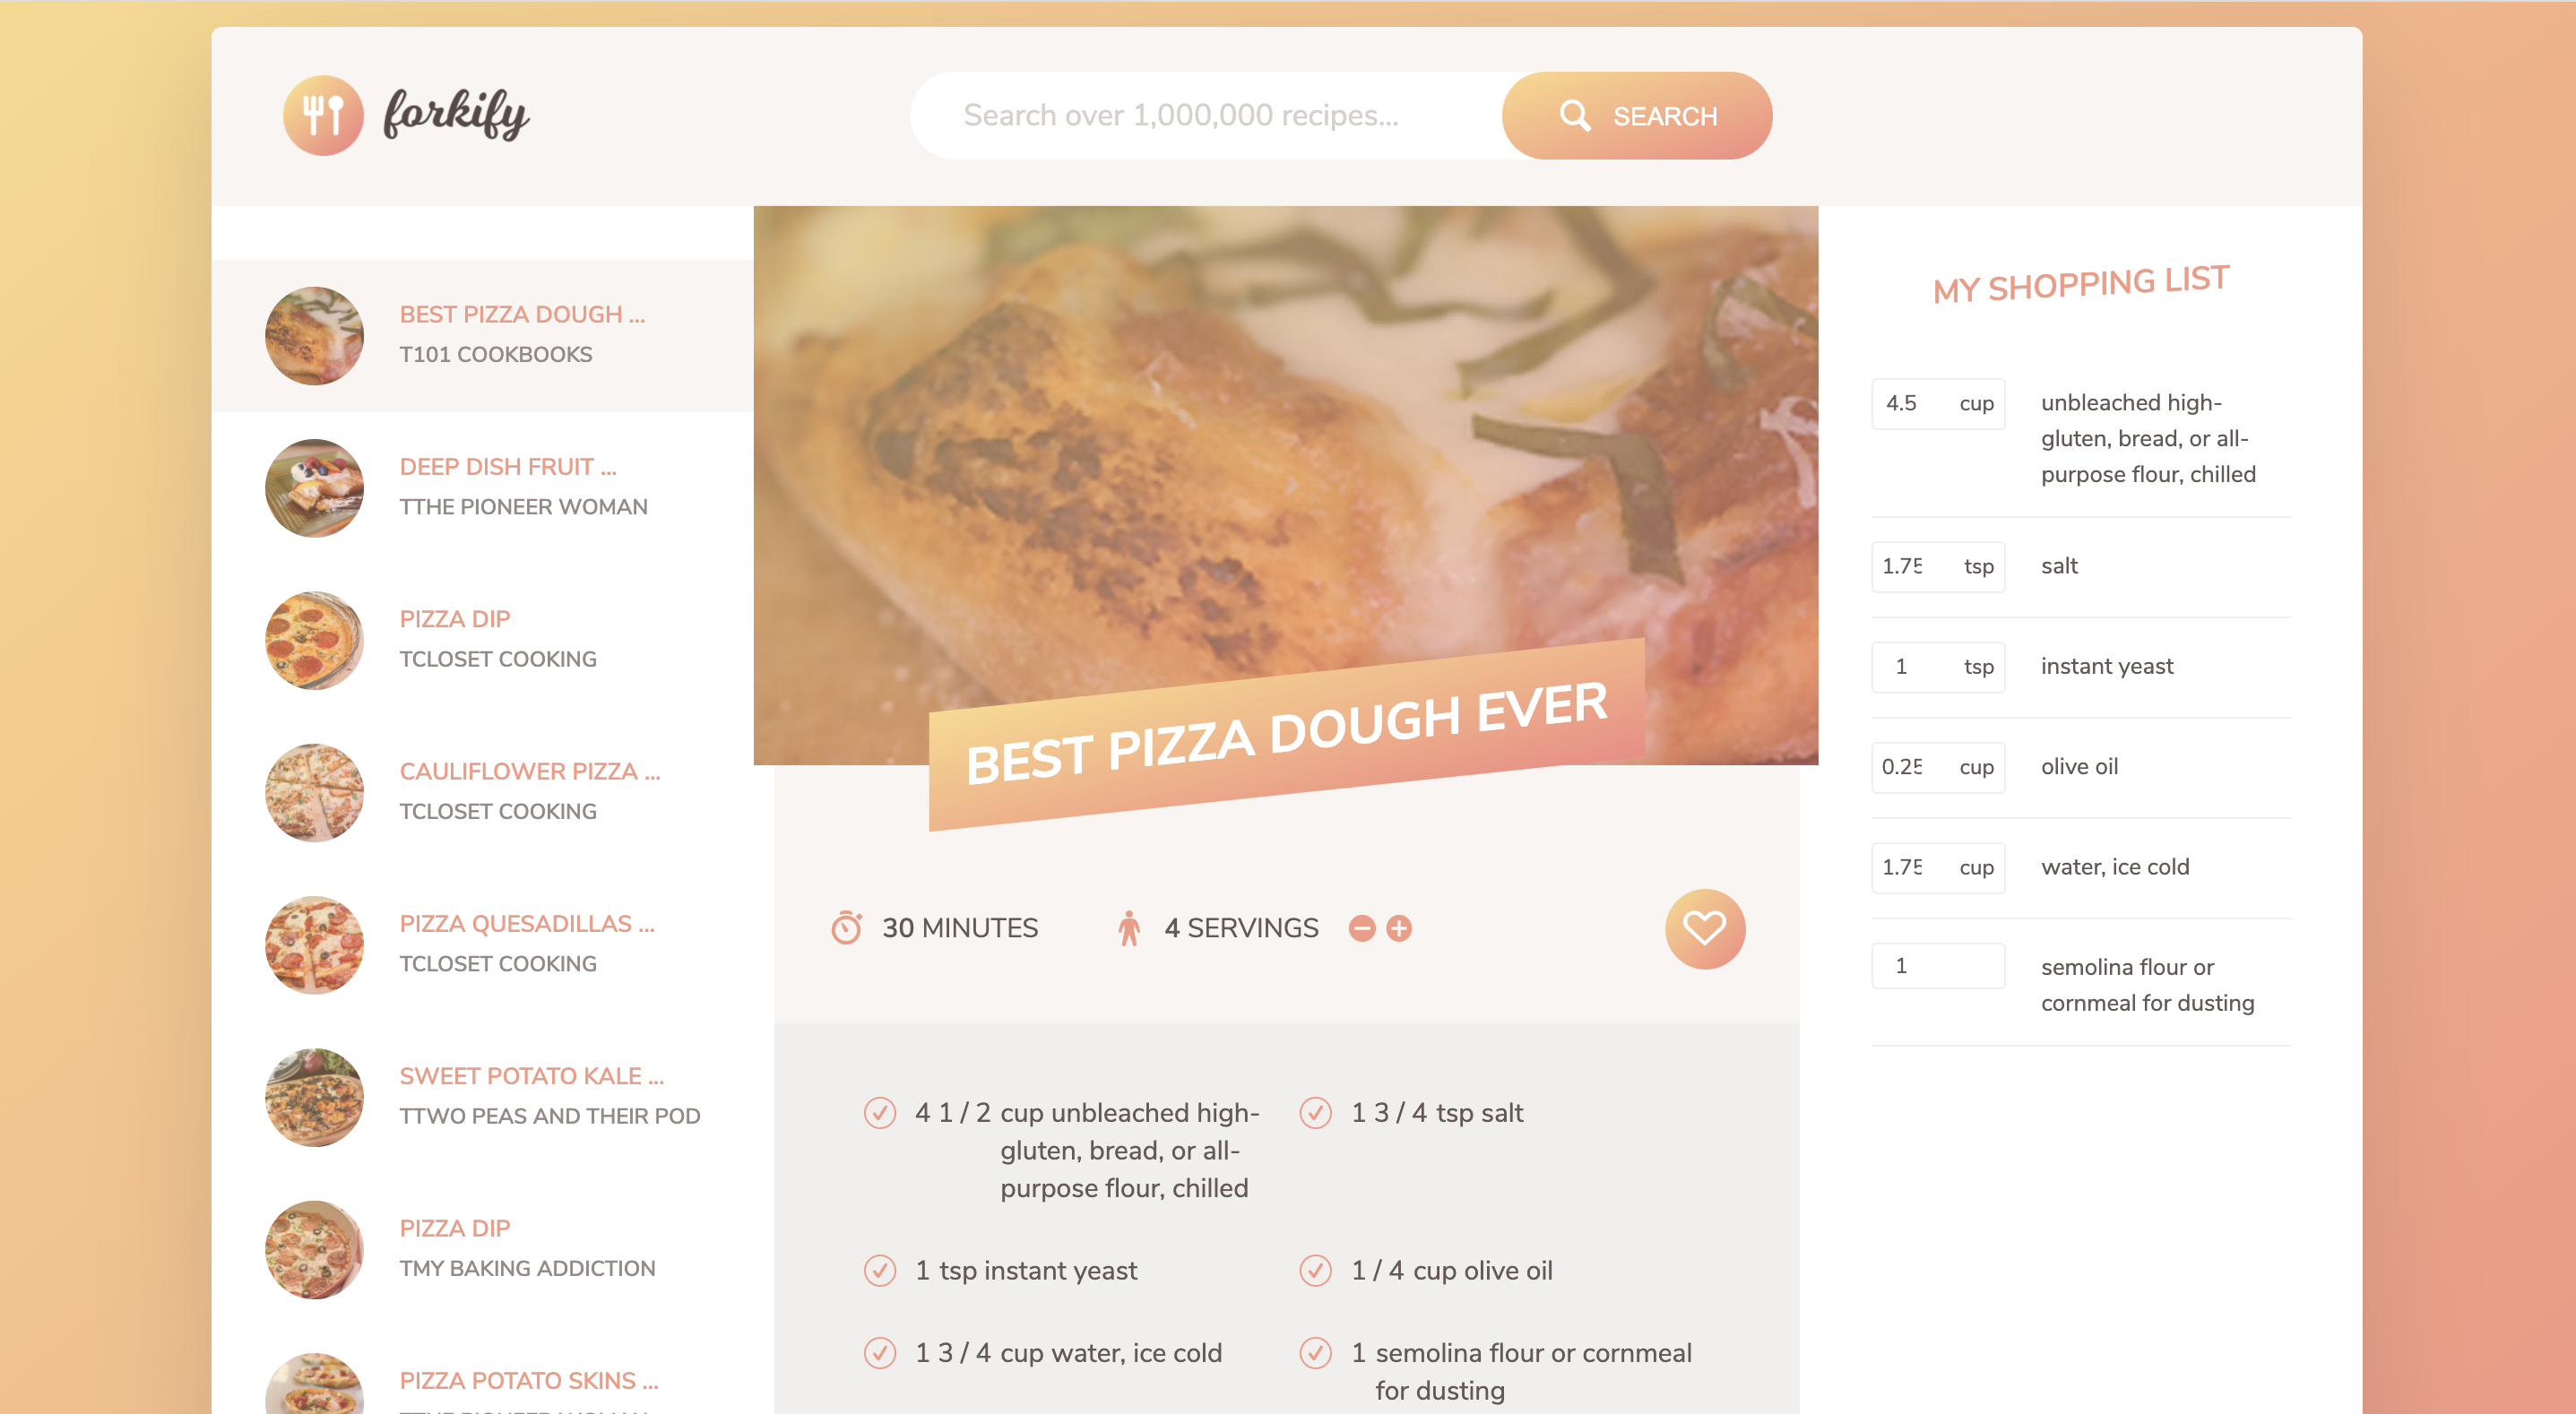 forkify
Search over 1,000,000 recipes...
SEARCH
BEST PIZZA DOUGH ...
T101 COOKBOOKS
DEEP DISH FRUIT ...
TTHE PIONEER WOMAN
PIZZA DIP
TCLOSET COOKING
CAULIFLOWER PIZZA ...
TCLOSET COOKING
PIZZA QUESADILLAS ...
TCLOSET COOKING
SWEET POTATO KALE ...
TTWO PEAS AND THEIR POD
PIZZA DIP
TMY BAKING ADDICTION
PIZZA POTATO SKINS ...
BEST PIZZA DOUGH EVER
30 MINUTES
4 SERVINGS
4 1 / 2 cup unbleached high-
gluten, bread, or all-
purpose flour, chilled
1 3 / 4 tsp salt
1 tsp instant yeast
1 / 4 cup olive oil
1 3 / 4 cup water, ice cold
1 semolina flour or cornmeal
for dusting
MY SHOPPING LIST
4.5 cup unbleached high-
gluten, bread, or all-
purpose flour, chilled
1.75 tsp salt
1 tsp instant yeast
0.25 cup olive oil
1.75 cup water, ice cold
1 semolina flour or
cornmeal for dusting